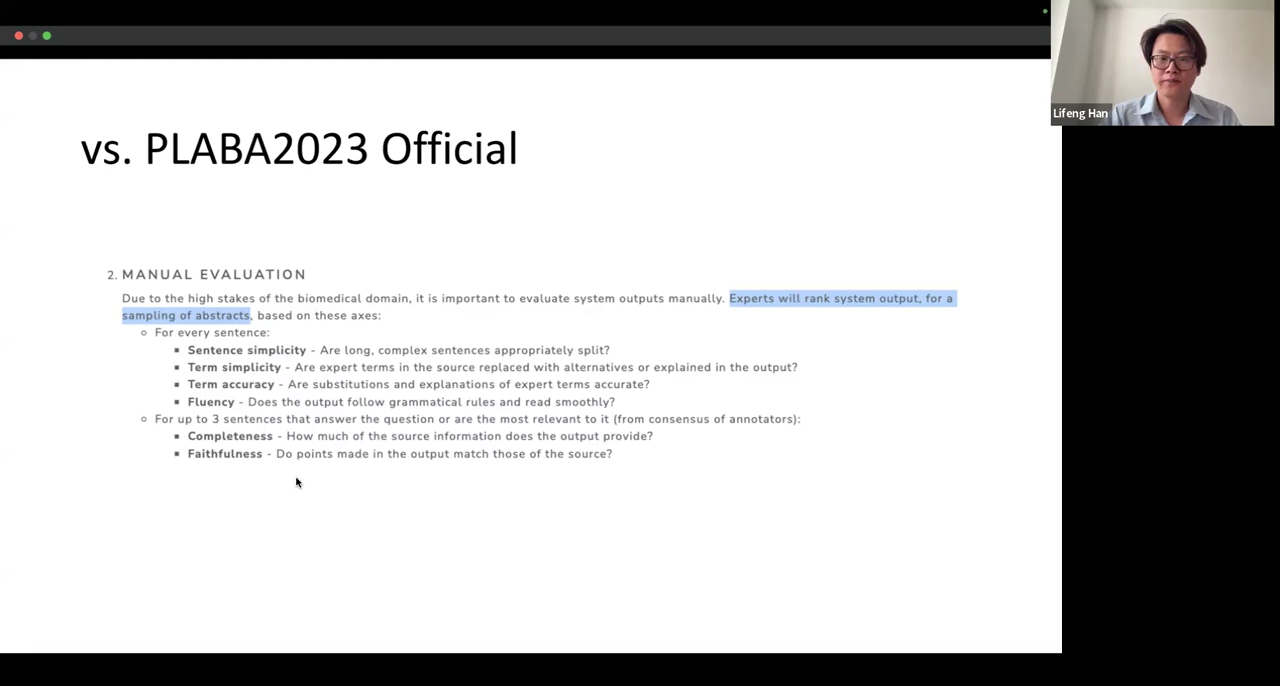 vs. PLABA2023 Official
2. MANUAL EVALUATION
Due to the high stakes of the biomedical domain, it is important to evaluate system outputs manually. Experts will rank system output, for a
sampling of abstracts, based on these axes:
For every sentence:
Sentence simplicity - Are long, complex sentences appropriately split?
Term simplicity - Are expert terms in the source replaced with alternatives or explained in the output?
Term accuracy - Are substitutions and explanations of expert terms accurate?
Fluency - Does the output follow grammatical rules and read smoothly?
For up to 3 sentences that answer the question or are the most relevant to it (from consensus of annotators):
Completeness - How much of the source information does the output provide?
Faithfulness - Do points made in the output match those of the source?
Lifeng Han